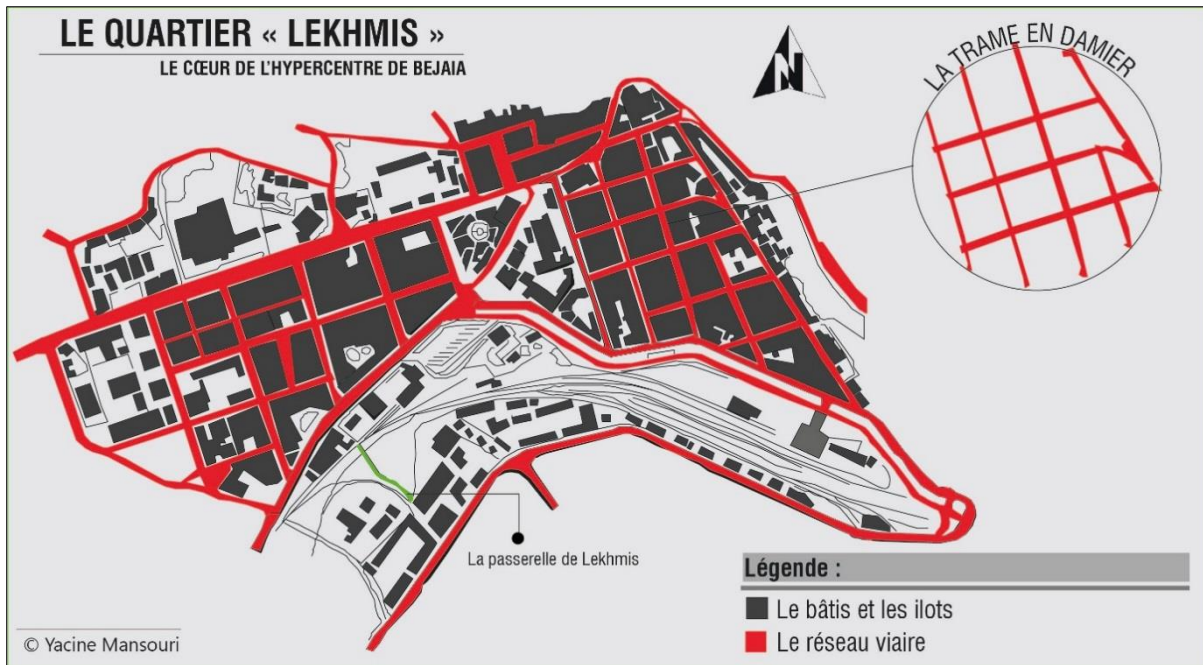 LE QUARTIER « LEKHMIS »
LE CŒUR DE L'HYPERCENTRE DE BEJAIA
N
LA TRAME EN DAMIER
La passerelle de Lekhmis
Légende :
Le bâtis et les ilots
Le réseau viaire
© Yacine Mansouri